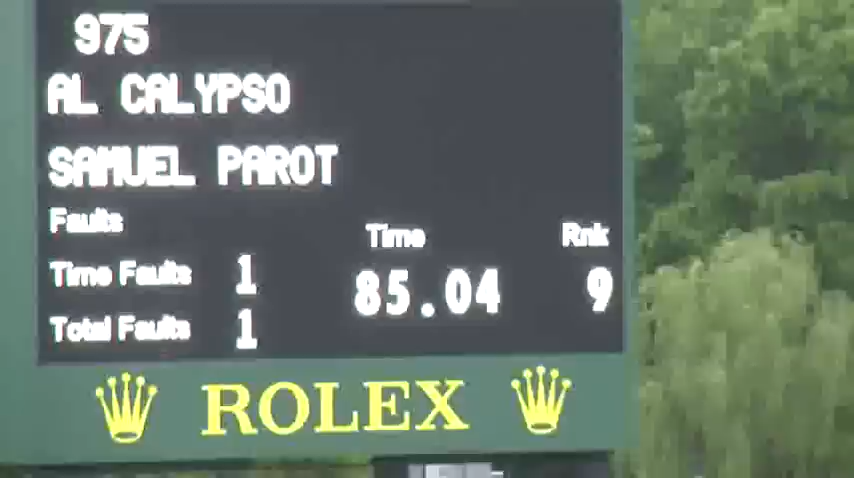 975
AL CALYPSO
SAMUEL PAROT
Faults
Time Rnk
Time Faults 1 85.04 9
Total Faults 1
ROLEX